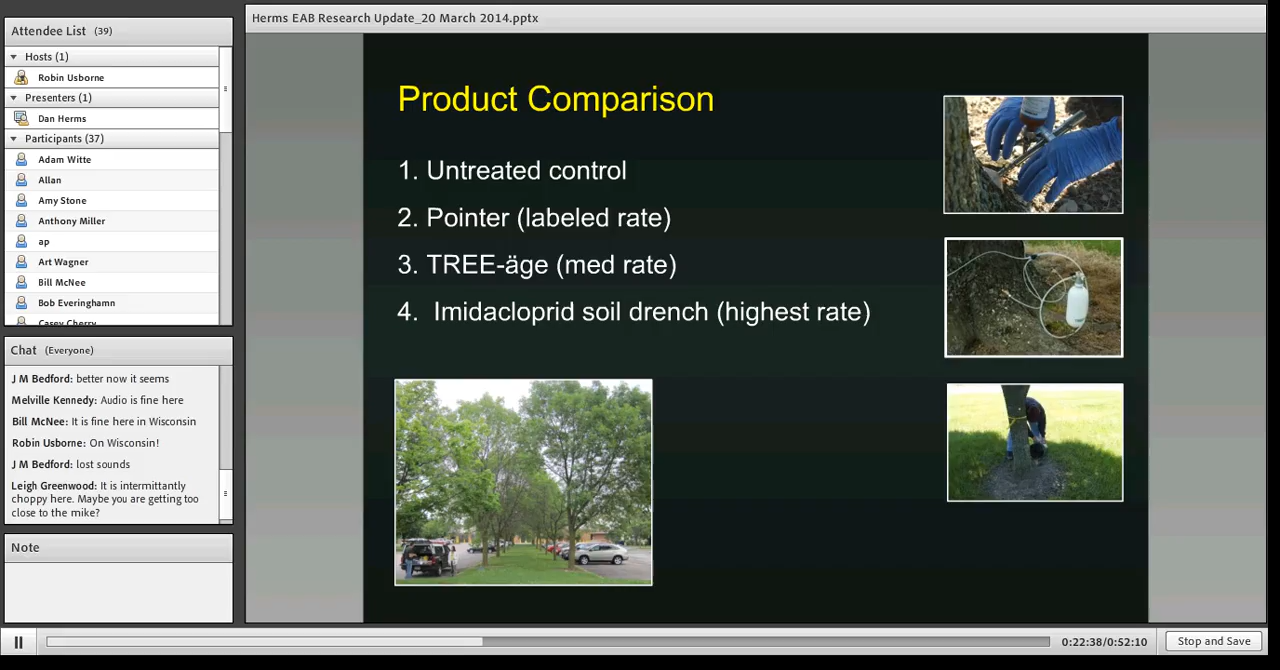 Herms EAB Research Update_20 March 2014.pptx
Attendee List (39)
Hosts (1)
Robin Usborne
Presenters (1)
Dan Herms
Participants (37)
Adam Witte
Allan
Amy Stone
Anthony Miller
ap
Art Wagner
Bill McNee
Bob Everinghamn
Casey Cherry
Chat (Everyone)
J M Bedford: better now it seems
Melville Kennedy: Audio is fine here
Bill McNee: It is fine here in Wisconsin
Robin Usborne: On Wisconsin!
J M Bedford: lost sounds
Leigh Greenwood: It is intermittantly
choppy here. Maybe you are getting too
close to the mike?
Note
Product Comparison
1. Untreated control
2. Pointer (labeled rate)
3. TREE-äge (med rate)
4. Imidacloprid soil drench (highest rate)
0:22:38/0:52:10
Stop and Save